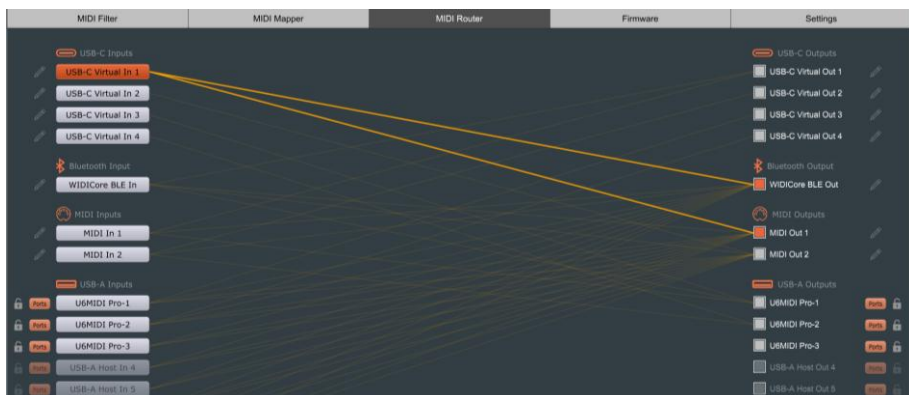 MIDI Filter
MIDI Mapper
MIDI Router
Firmware
Settings
USB-C Inputs
USB-C Virtual In 1
USB-C Virtual In 2
USB-C Virtual In 3
USB-C Virtual In 4
Bluetooth Input
WIDICore BLE In
MIDI Inputs
MIDI In 1
MIDI In 2
USB-A Inputs
Ports U6MIDI Pro-1
Ports U6MIDI Pro-2
Ports U6MIDI Pro-3
Ports USB-A Host In 4
Ports USB-A Host In 5
USB-C Outputs
USB-C Virtual Out 1
USB-C Virtual Out 2
USB-C Virtual Out 3
USB-C Virtual Out 4
Bluetooth Output
WIDICore BLE Out
MIDI Outputs
MIDI Out 1
MIDI Out 2
USB-A Outputs
U6MIDI Pro-1 Ports
U6MIDI Pro-2 Ports
U6MIDI Pro-3 Ports
USB-A Host Out 4 Ports
USB-A Host Out 5 Ports